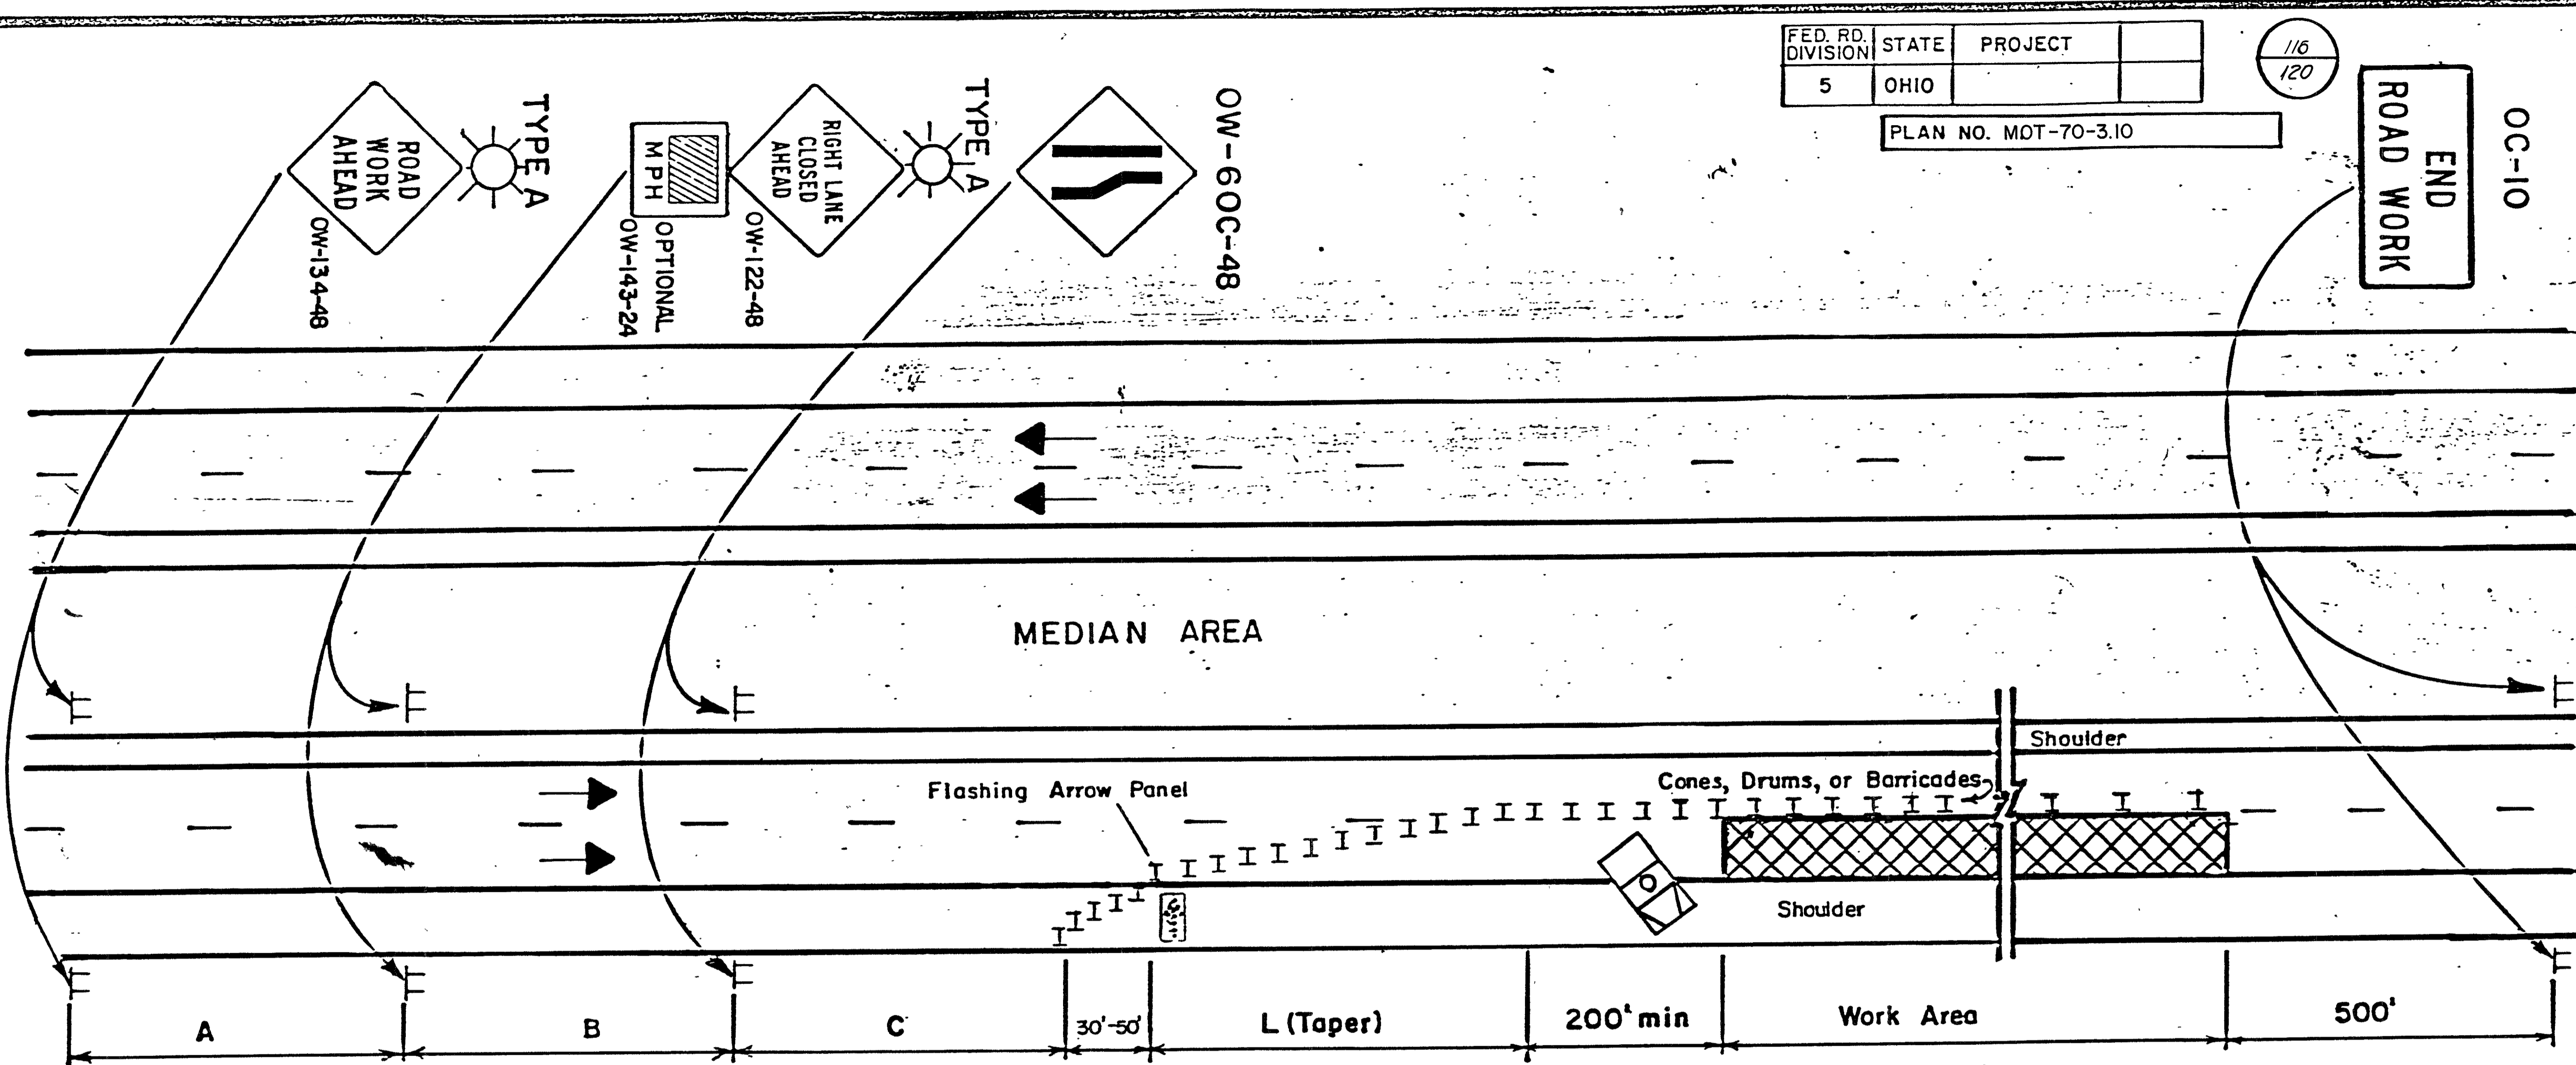 FED. RD. DIVISION STATE PROJECT
5 OHIO
116
120
PLAN NO. MOT-70-3.10
TYPE A
ROAD
WORK
AHEAD
OW-134-48
MPH
OPTIONAL
OW-143-24
TYPE A
RIGHT LANE
CLOSED
AHEAD
OW-122-48
OW-60C-48
OC-10
END
ROAD WORK
MEDIAN AREA
Shoulder
Flashing Arrow Panel
Cones, Drums, or Barricades
Shoulder
A
B
C
30'-50'
L (Taper)
200' min
Work Area
500'